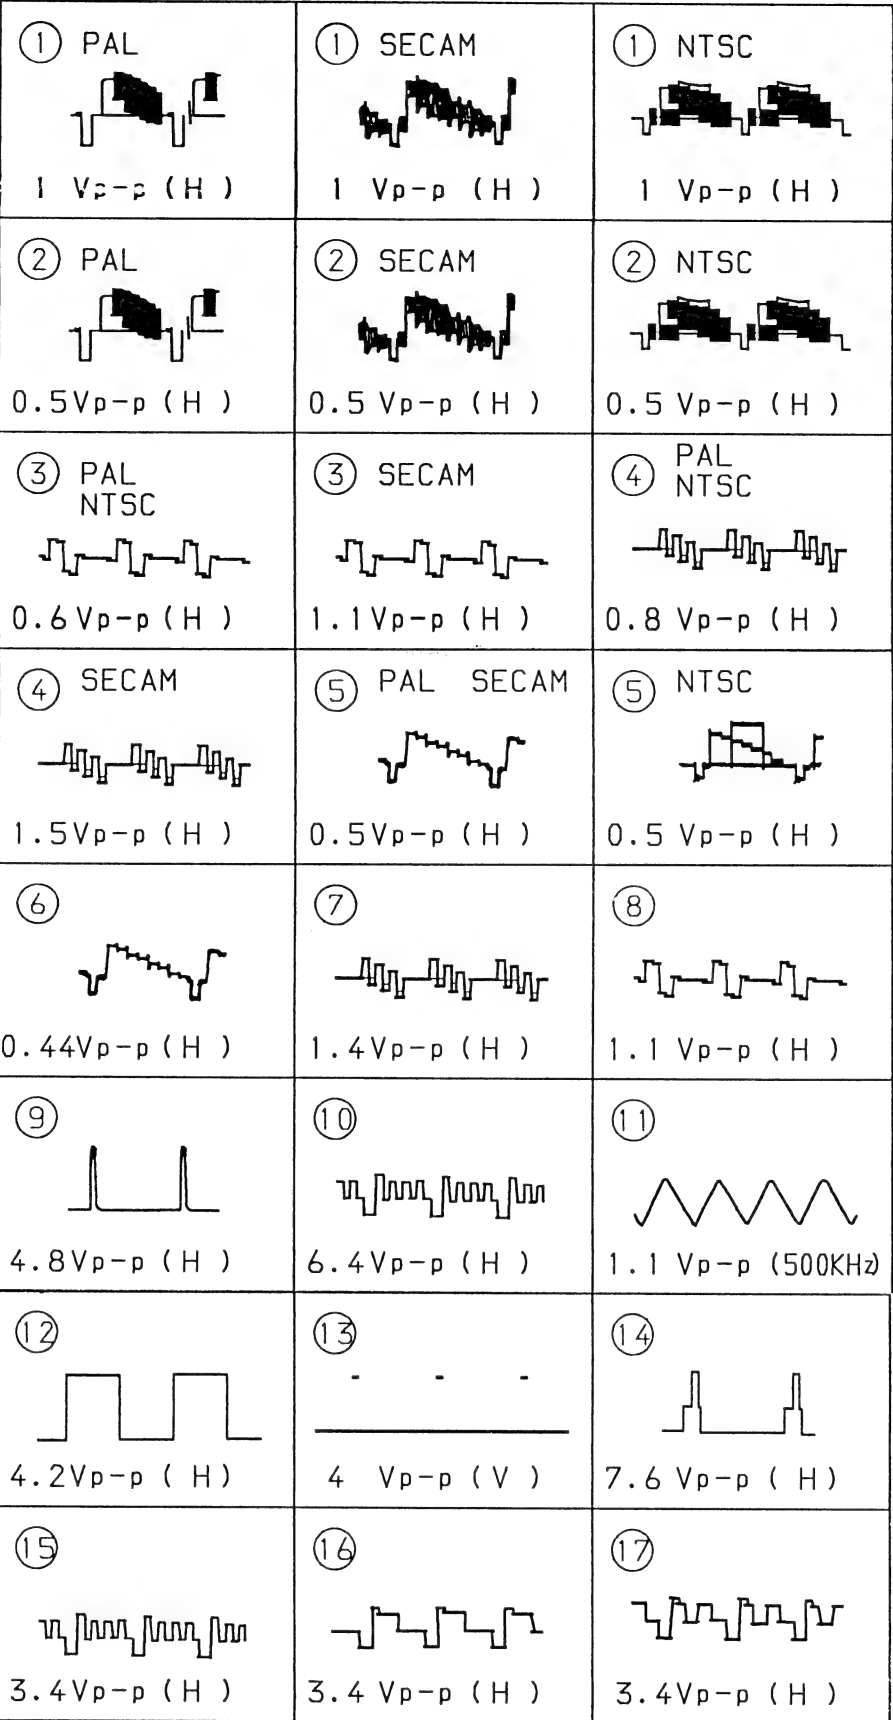 ① PAL
1 Vp-p (H)
① SECAM
1 Vp-p (H)
① NTSC
1 Vp-p (H)
② PAL
0.5Vp-p (H)
② SECAM
0.5 Vp-p (H)
② NTSC
0.5 Vp-p (H)
③ PAL
NTSC
0.6Vp-p (H)
③ SECAM
1.1Vp-p (H)
④ PAL
NTSC
0.8 Vp-p (H)
④ SECAM
1.5Vp-p (H)
⑤ PAL SECAM
0.5Vp-p (H)
⑤ NTSC
0.5 Vp-p (H)
⑥
0.44Vp-p (H)
⑦
1.4Vp-p (H)
⑧
1.1 Vp-p (H)
⑨
4.8Vp-p (H)
⑩
6.4Vp-p (H)
⑪
1.1 Vp-p (500KHz)
⑫
4.2Vp-p (H)
⑬
4 Vp-p (V)
⑭
7.6 Vp-p (H)
⑮
3.4Vp-p (H)
⑯
3.4 Vp-p (H)
⑰
3.4Vp-p (H)